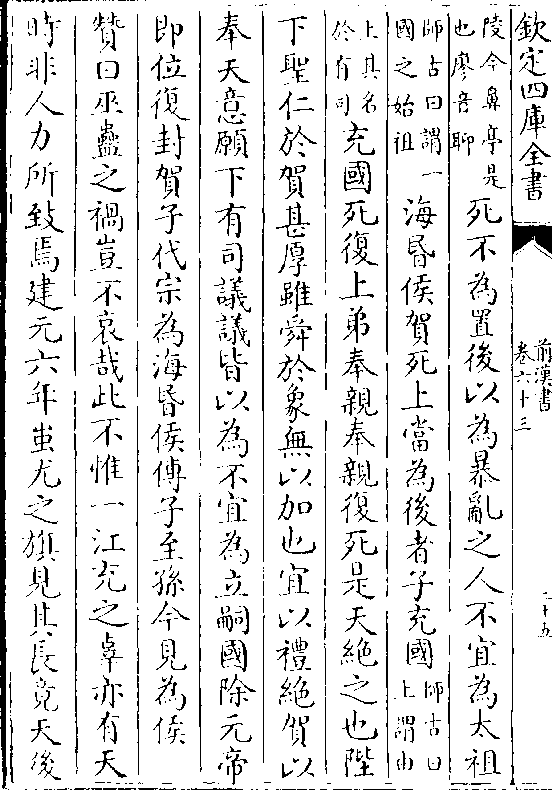 欽定四庫全書
前漢書
卷六十三
二十五
陵今鼻亭是
也廖音聊
死不為置後以為暴亂之人不宜為太祖
師古曰謂一
國之始祖
海昬侯賀死上當為後者子充國
師古曰
上謂由
上其名
於有司
充國死復上弟奉親奉親復死是天絶之也陛
下聖仁於賀甚厚雖舜於象無以加也宜以禮絶賀以
奉天意願下有司議議皆以為不宜為立嗣國除元帝
即位復封賀子代宗為海昬侯傳子至孫今見為侯
贊曰巫蠱之禍豈不哀哉此不惟一江充之辜亦有天
時非人力所致焉建元六年蚩尤之旗見其長竟天後